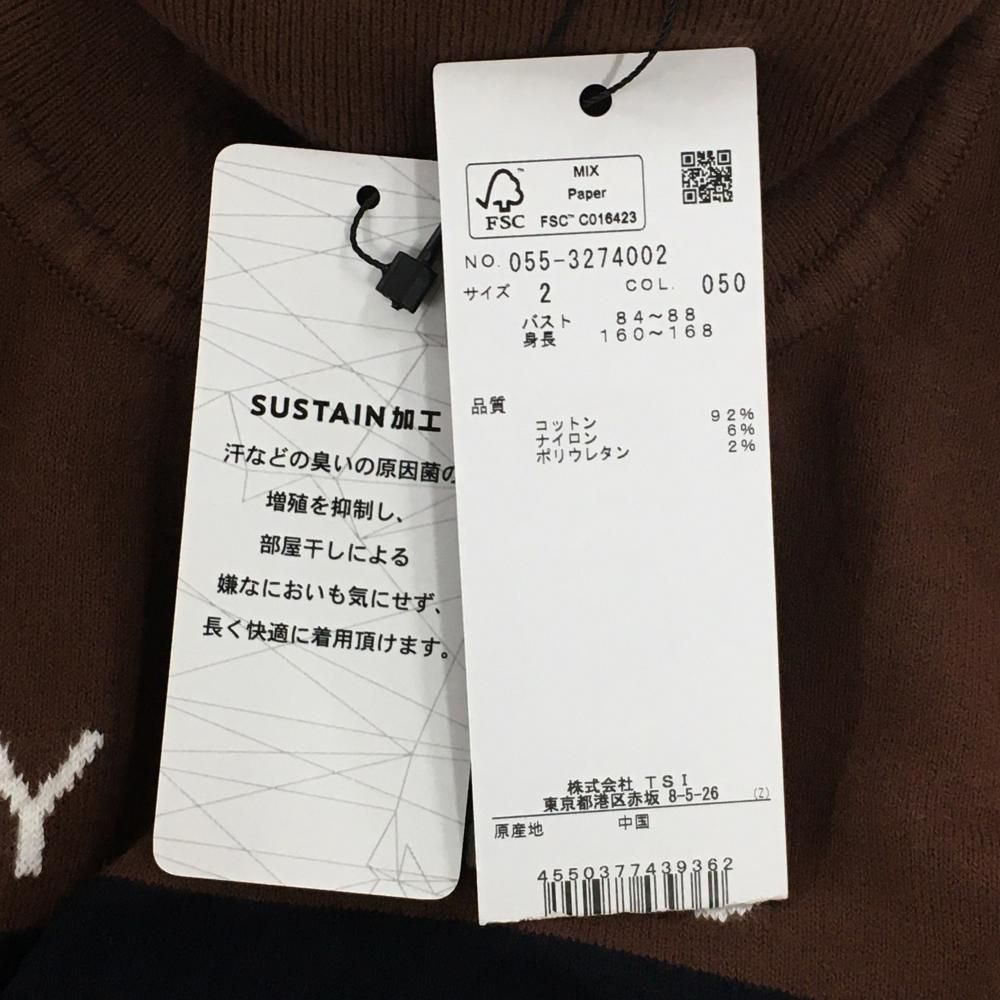 SUSTAIN加工
汗などの臭いの原因菌の
増殖を抑制し、
部屋干しによる
嫌なにおいも気にせず、
長く快適に着用頂けます。
FSC
MIX
Paper
FSC™ C016423
NO. 055-3274002
サイズ 2 COL. 050
バスト 84~88
身長 160~168
品質
コットン 92%
ナイロン 6%
ポリウレタン 2%
株式会社 TSI
東京都港区赤坂 8-5-26 (Z)
原産地 中国
4550377439362
Y